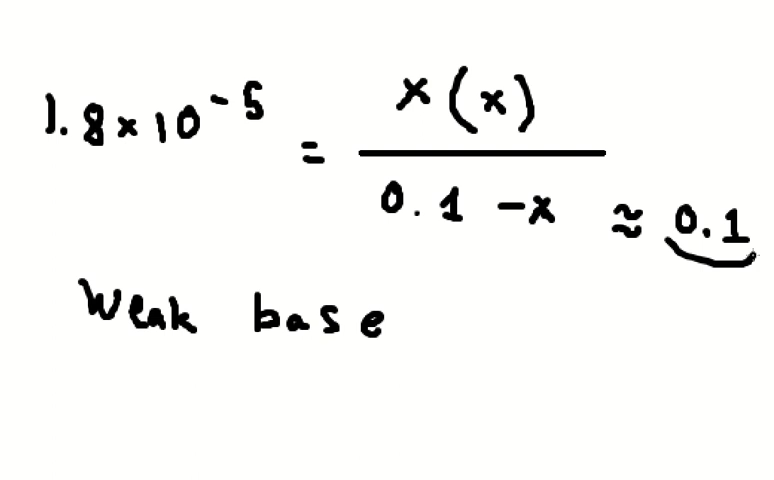 1.8×10⁻⁵ = x(x) / 0.1 -x ≈ 0.1
Weak base